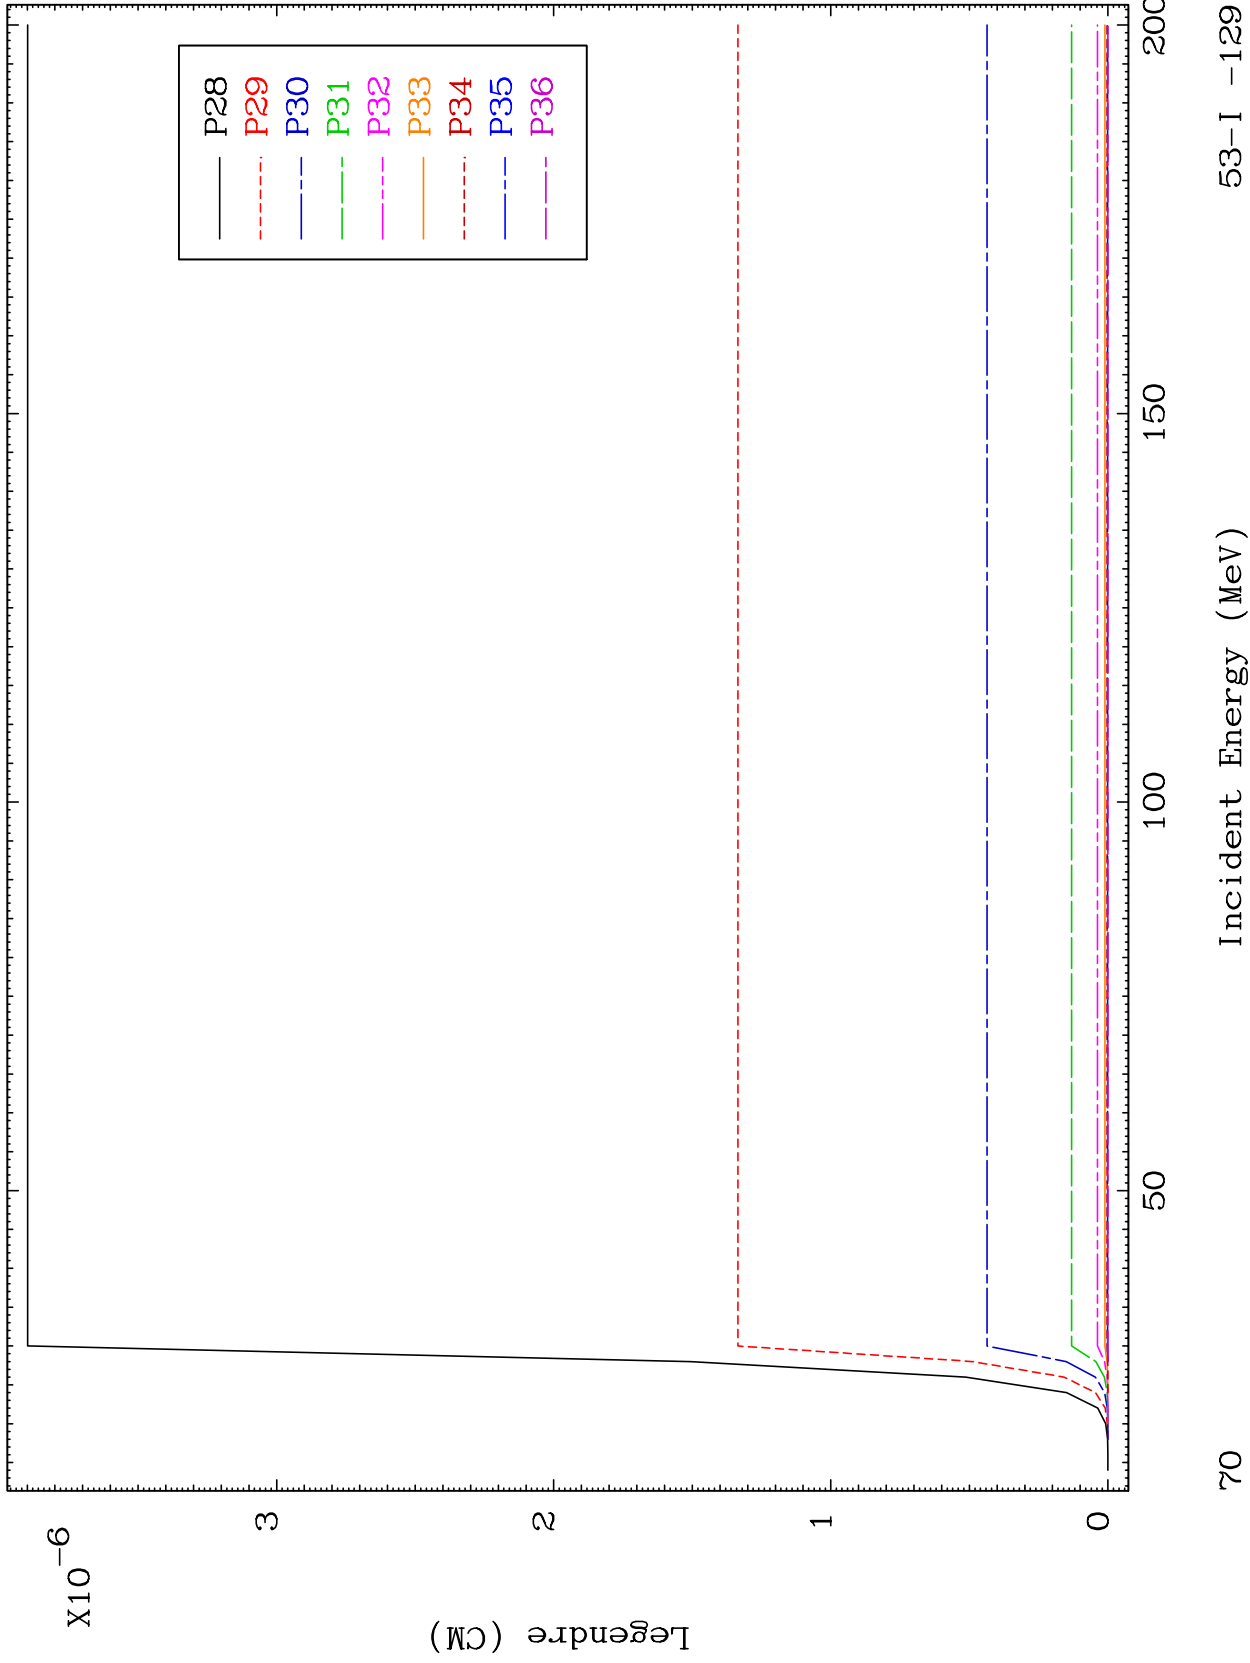 X10-6
3
2
1
0
Legendre (CM)
P28
P29
P30
P31
P32
P33
P34
P35
P36
50
100
150
200
Incident Energy (MeV)
70
53-I -129